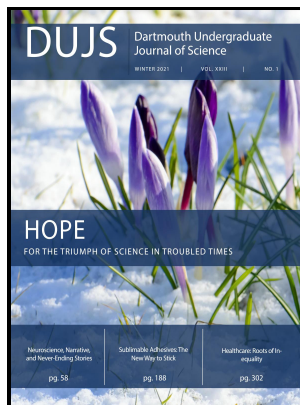 DUJS
Dartmouth Undergraduate
Journal of Science
WINTER 2021 | VOL. XXIII | NO. 1
HOPE
FOR THE TRIUMPH OF SCIENCE IN TROUBLED TIMES
Neuroscience, Narrative,
and Never-Ending Stories
pg. 58
Sublimable Adhesives: The
New Way to Stick
pg. 188
Healthcare: Roots of In-
equality
pg. 302